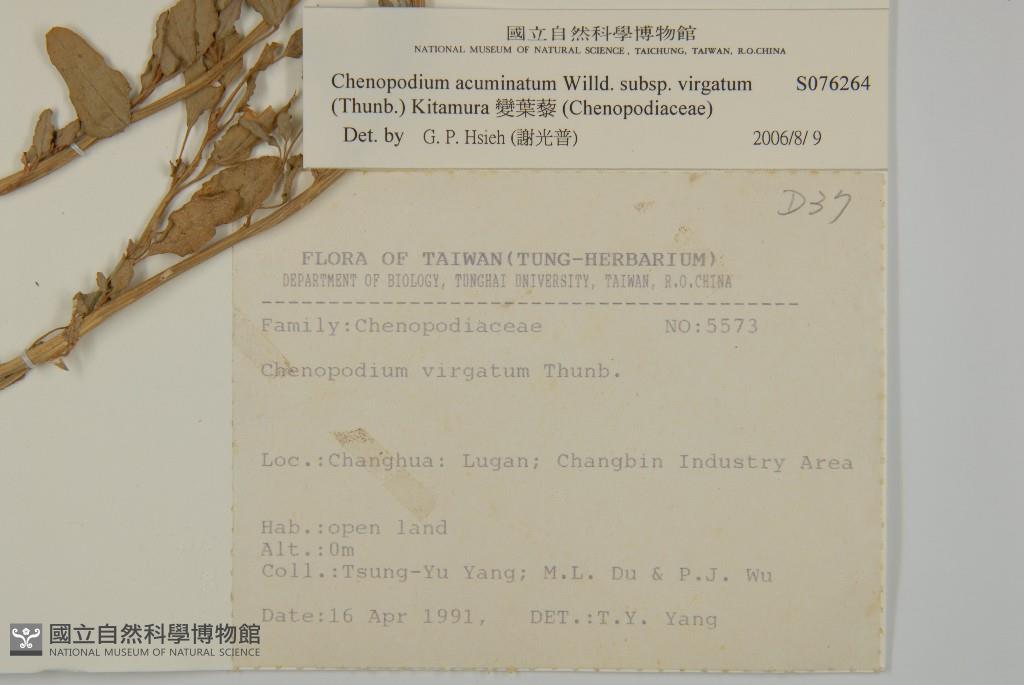 國立自然科學博物館
NATIONAL MUSEUM OF NATURAL SCIENCE, TAICHUNG, TAIWAN, R.O.CHINA
Chenopodium acuminatum Willd. subsp. virgatum S076264
(Thunb.) Kitamura 變葉藜 (Chenopodiaceae)
Det. by G. P. Hsieh (謝光普) 2006/8/ 9
D37
FLORA OF TAIWAN(TUNG-HERBARIUM)
DEPARTMENT OF BIOLOGY, TUNGHAI UNIVERSITY, TAIWAN, R.O.CHINA
----------------------------------------
Family:Chenopodiaceae NO:5573
Chenopodium virgatum Thunb.
Loc.:Changhua: Lugan; Changbin Industry Area
Hab.:open land
Alt.:0m
Coll.:Tsung-Yu Yang; M.L. Du & P.J. Wu
Date:16 Apr 1991, DET.:T.Y. Yang
國立自然科學博物館
NATIONAL MUSEUM OF NATURAL SCIENCE